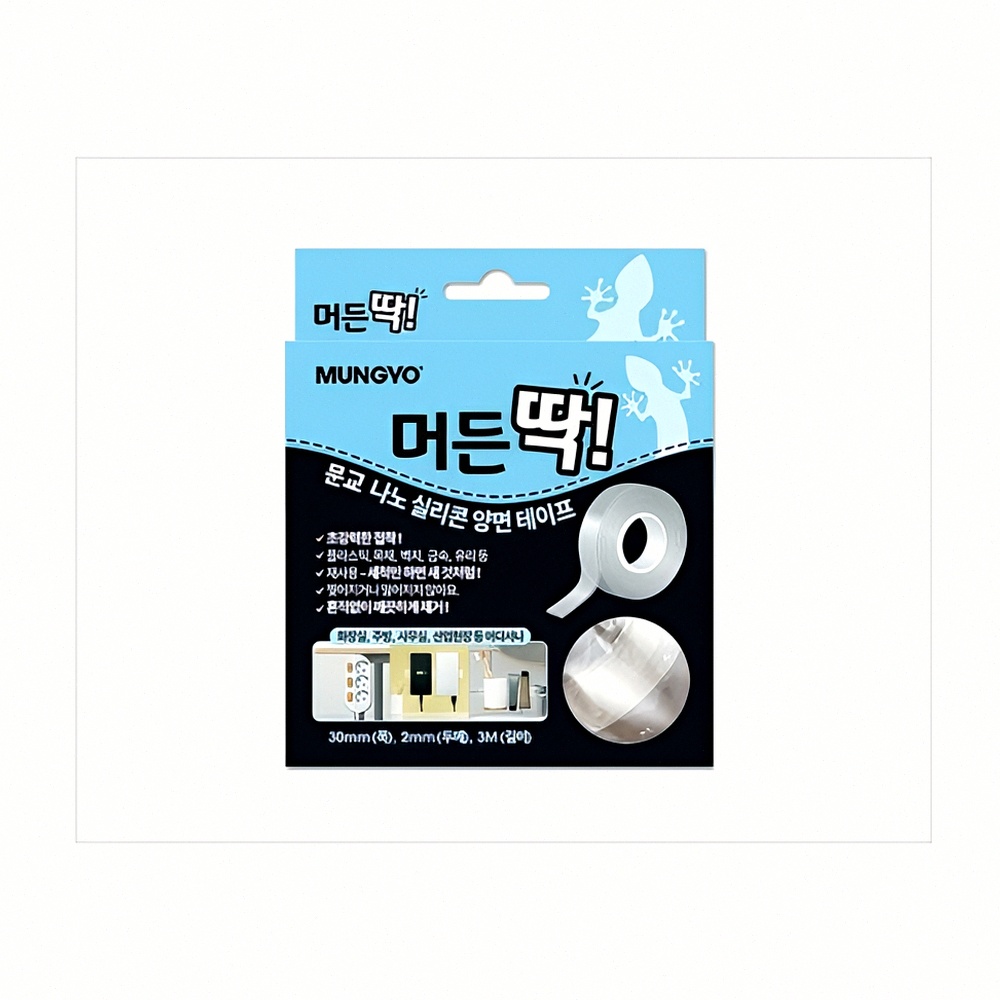 머든딱!
MUNGYO
머든딱!
문교 나노 실리콘 양면 테이프
초강력한 접착!
플라스틱, 목재, 벽지, 금속, 유리 등
재사용 - 세척만 하면 새 것처럼!
찢어지거나 많이지지 않아요.
흔적없이 깨끗하게 제거!
화장실, 주방, 사무실, 산업현장 등 어디서나
30mm(폭), 2mm(두께), 3M(길이)